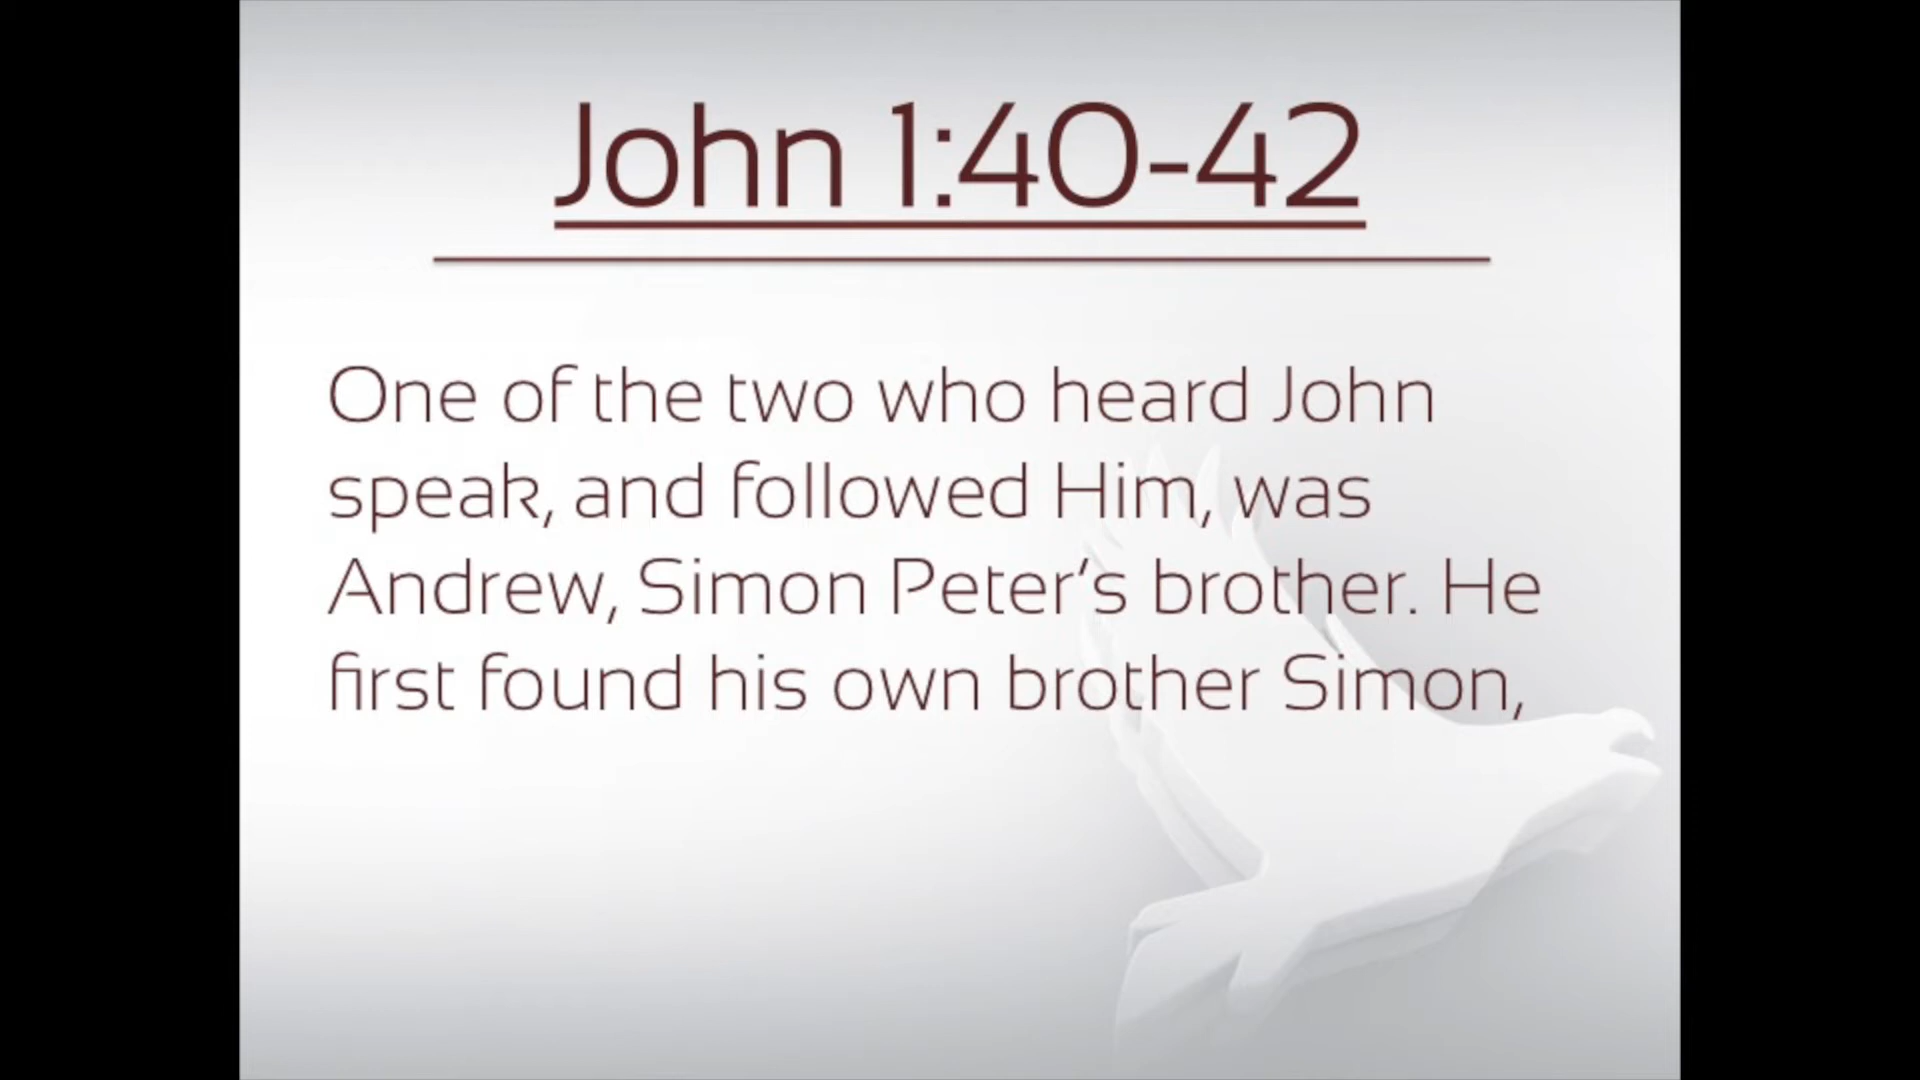 John 1:40-42
One of the two who heard John
speak, and followed Him, was
Andrew, Simon Peter’s brother. He
first found his own brother Simon,